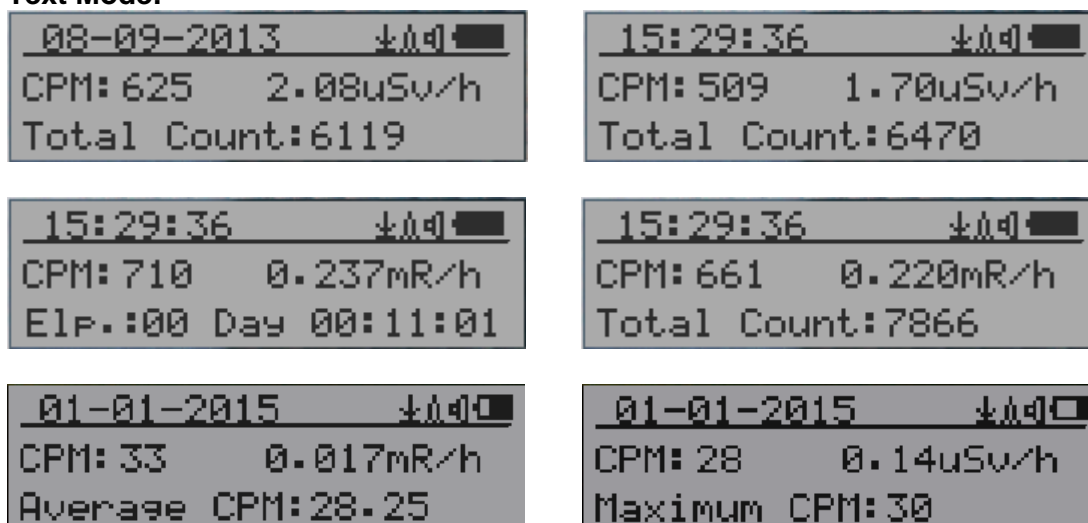 Text Mode:
08-09-2013
CPM:625 2.08uSv/h
Total Count:6119
15:29:36
CPM:509 1.70uSv/h
Total Count:6470
15:29:36
CPM:710 0.237mR/h
Elp.:00 Day 00:11:01
15:29:36
CPM:661 0.220mR/h
Total Count:7866
01-01-2015
CPM:33 0.017mR/h
Average CPM:28.25
01-01-2015
CPM:28 0.14uSv/h
Maximum CPM:30